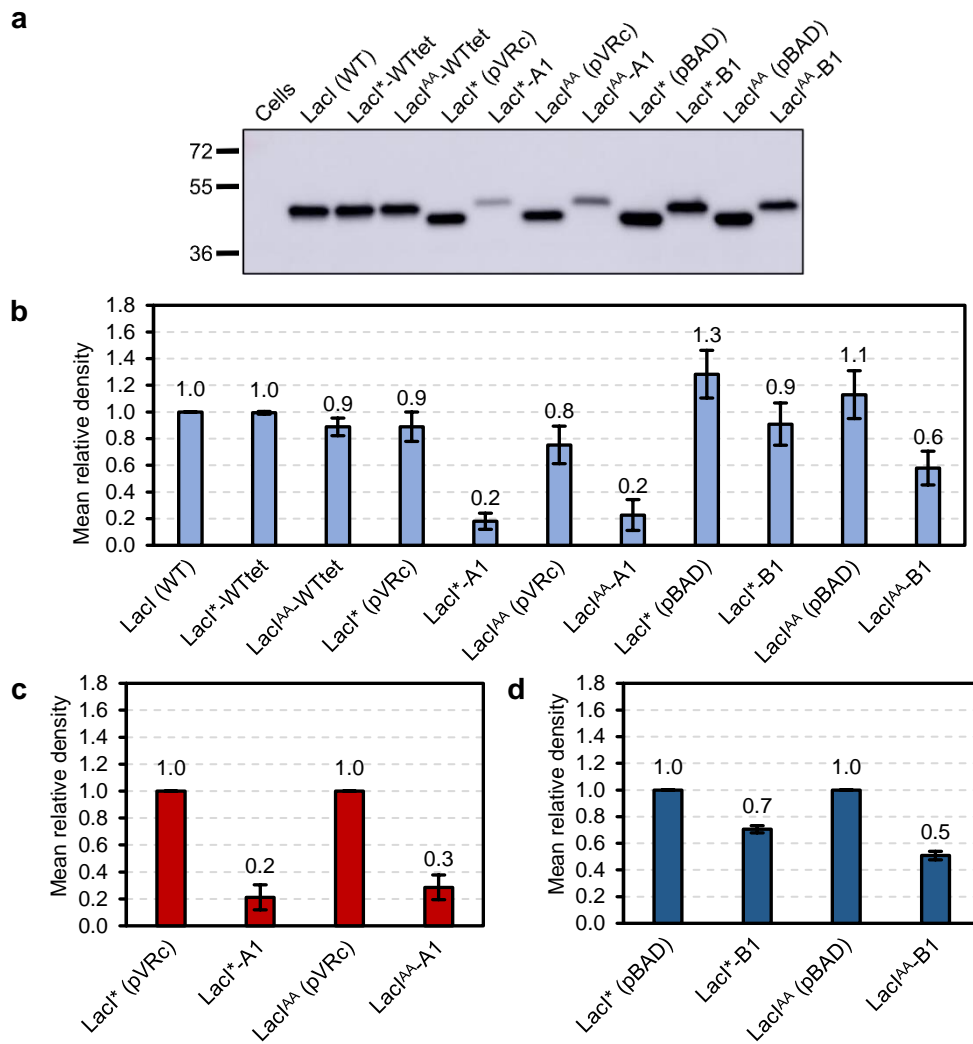 a
Cells
LacI (WT)
LacI*-WTtet
LacI^AA-WTtet
LacI* (pVRc)
LacI*-A1
LacI^AA (pVRc)
LacI^AA-A1
LacI* (pBAD)
LacI*-B1
LacI^AA (pBAD)
LacI^AA-B1
72
55
36
b
Mean relative density
1.8
1.6
1.4
1.2
1.0
0.8
0.6
0.4
0.2
0.0
1.0
1.0
0.9
0.9
0.2
0.8
0.2
1.3
0.9
1.1
0.6
LacI (WT)
LacI*-WTtet
LacI^AA-WTtet
LacI* (pVRc)
LacI*-A1
LacI^AA (pVRc)
LacI^AA-A1
LacI* (pBAD)
LacI*-B1
LacI^AA (pBAD)
LacI^AA-B1
c
Mean relative density
1.8
1.6
1.4
1.2
1.0
0.8
0.6
0.4
0.2
0.0
1.0
0.2
1.0
0.3
LacI* (pVRc)
LacI*-A1
LacI^AA (pVRc)
LacI^AA-A1
d
Mean relative density
1.8
1.6
1.4
1.2
1.0
0.8
0.6
0.4
0.2
0.0
1.0
0.7
1.0
0.5
LacI* (pBAD)
LacI*-B1
LacI^AA (pBAD)
LacI^AA-B1